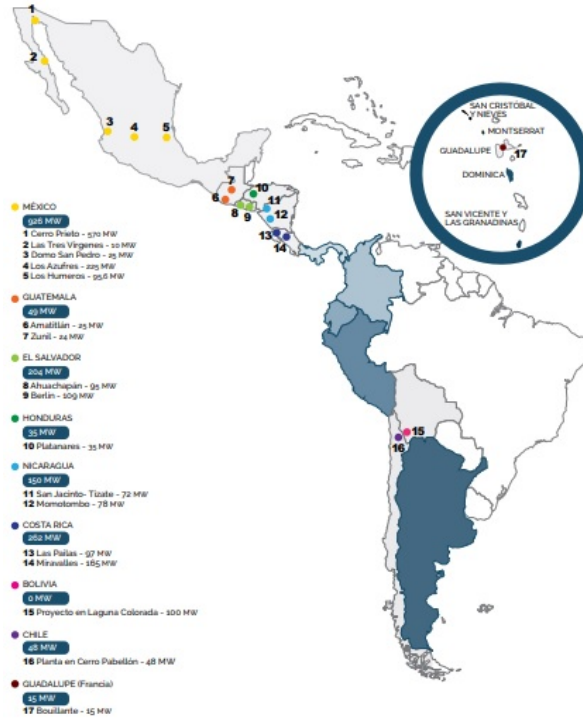 1
2
3
4
5
6
7
8
9
10
11
12
13
14
15
16
SAN CRISTÓBAL
Y NIEVES
MONTSERRAT
GUADALUPE
17
DOMINICA
SAN VICENTE Y
LAS GRANADINAS
MÉXICO
926 MW
1 Cerro Prieto - 570 MW
2 Las Tres Vírgenes - 10 MW
3 Domo San Pedro - 25 MW
4 Los Azufres - 225 MW
5 Los Humeros - 95,6 MW
GUATEMALA
49 MW
6 Amatitlán - 25 MW
7 Zunil - 24 MW
EL SALVADOR
204 MW
8 Ahuachapán - 95 MW
9 Berlín - 109 MW
HONDURAS
35 MW
10 Platanares - 35 MW
NICARAGUA
150 MW
11 San Jacinto- Tizate - 72 MW
12 Momotombo - 78 MW
COSTA RICA
262 MW
13 Las Pailas - 97 MW
14 Miravalles - 165 MW
BOLIVIA
0 MW
15 Proyecto en Laguna Colorada - 100 MW
CHILE
48 MW
16 Planta en Cerro Pabellón - 48 MW
GUADALUPE (Francia)
15 MW
17 Bouillante - 15 MW